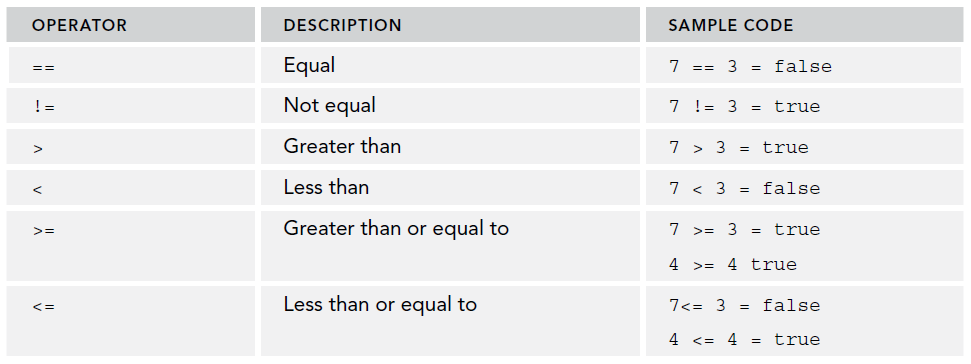 OPERATOR DESCRIPTION SAMPLE CODE
== Equal 7 == 3 = false
!= Not equal 7 != 3 = true
> Greater than 7 > 3 = true
< Less than 7 < 3 = false
>= Greater than or equal to 7 >= 3 = true
4 >= 4 true
<= Less than or equal to 7<= 3 = false
4 <= 4 = true